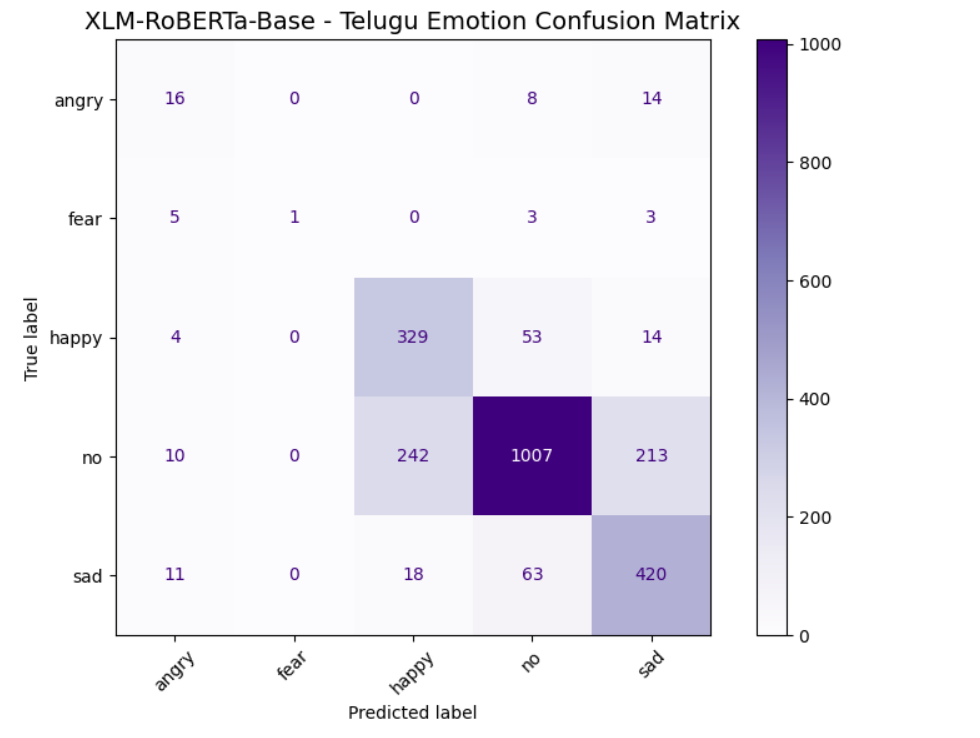 XLM-RoBERTa-Base - Telugu Emotion Confusion Matrix
True label
angry 16 0 0 8 14
fear 5 1 0 3 3
happy 4 0 329 53 14
no 10 0 242 1007 213
sad 11 0 18 63 420
angry fear happy no sad
Predicted label
1000
800
600
400
200
0